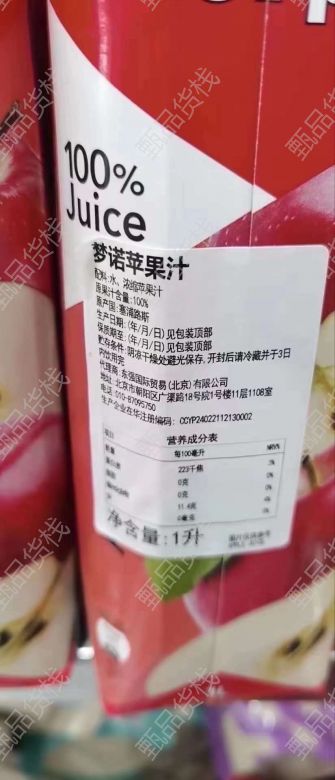 100%
Juice
梦诺苹果汁
配料:水、浓缩苹果汁
原果汁含量:100%
原产国:塞浦路斯
生产日期:(年/月/日)见包装顶部
保质期至:(年/月/日)见包装顶部
贮存条件:阴凉干燥处避光保存,开封后请冷藏并于3日
内饮用完
代理商:东强国际贸易(北京)有限公司
地址:北京市朝阳区广渠路18号院1号楼11层1108室
电话:010-87095750
生产企业在华注册编号:CCYP24022112130002
营养成分表
项目 每100毫升 NRV%
能量 223千焦 3%
0克 0%
0克 0%
11.4克 4%
0毫克 0%
净含量:1升
甄品货栈